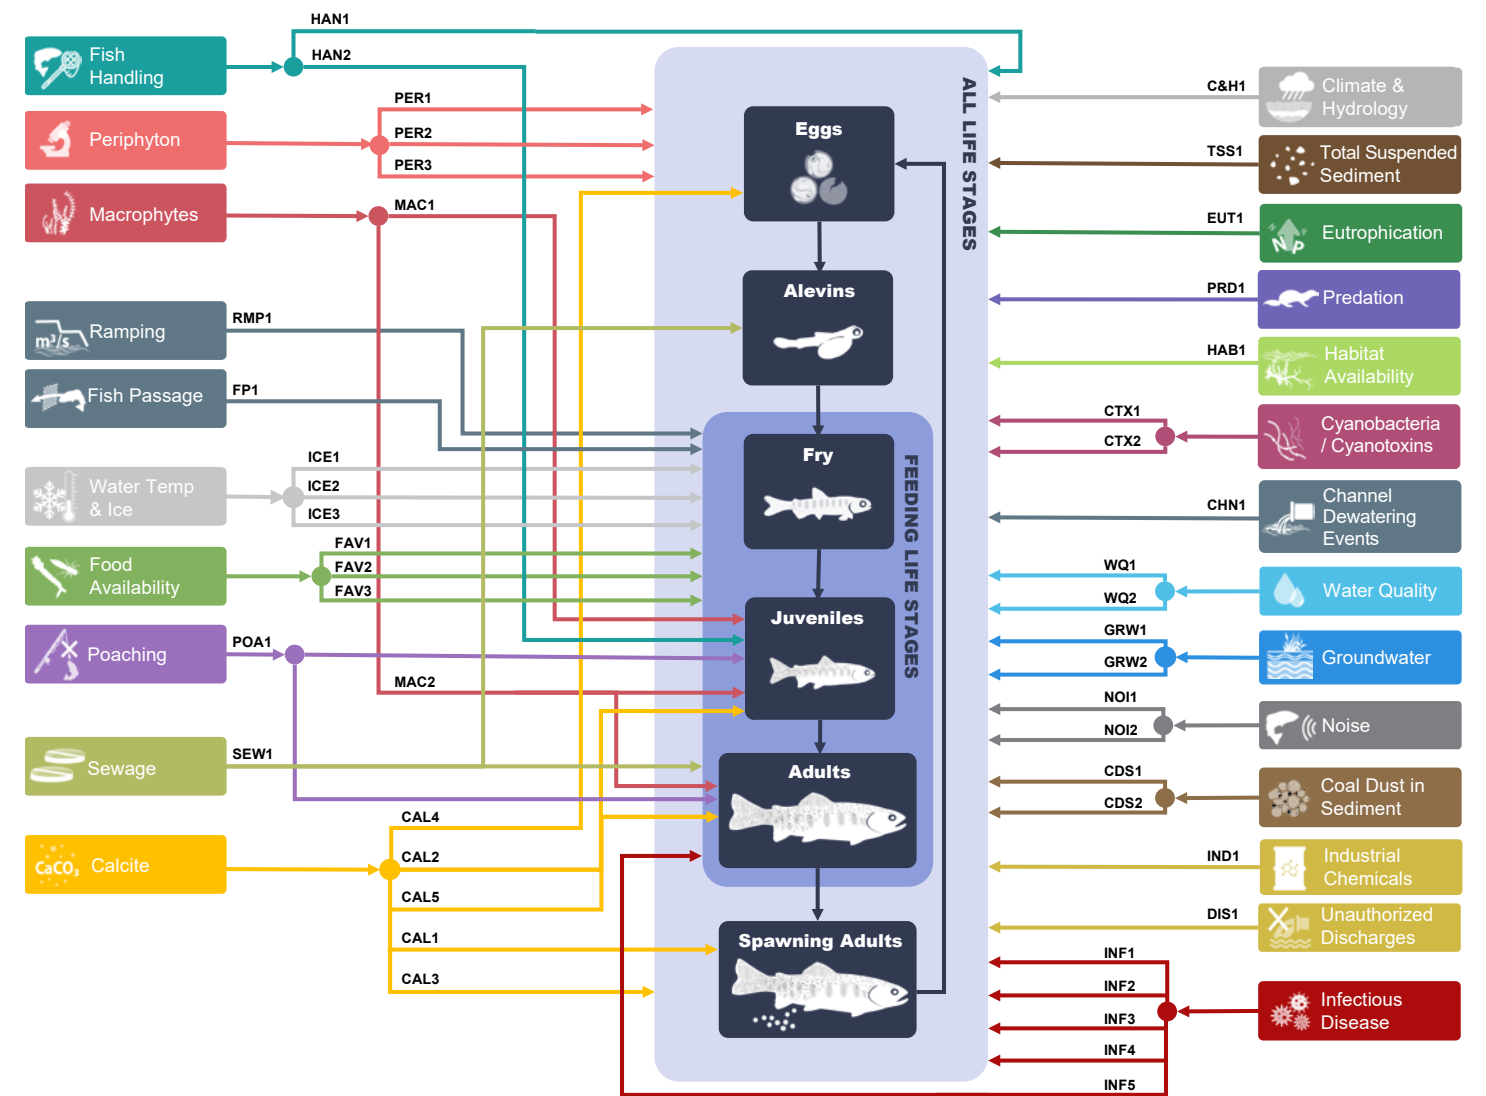 HAN1
HAN2
Fish
Handling
PER1
PER2
PER3
Periphyton
MAC1
Macrophytes
RMP1
Ramping
m³/s
FP1
Fish Passage
ICE1
ICE2
ICE3
Water Temp
& Ice
FAV1
FAV2
FAV3
Food
Availability
POA1
Poaching
MAC2
SEW1
Sewage
CAL4
CAL2
CAL5
CAL1
CAL3
CaCO₃
Calcite
ALL LIFE STAGES
Eggs
Alevins
FEEDING LIFE STAGES
Fry
Juveniles
Adults
Spawning Adults
C&H1
Climate &
Hydrology
TSS1
Total Suspended
Sediment
EUT1
N P
Eutrophication
PRD1
Predation
HAB1
Habitat
Availability
CTX1
CTX2
Cyanobacteria
/ Cyanotoxins
CHN1
Channel
Dewatering
Events
WQ1
WQ2
Water Quality
GRW1
GRW2
Groundwater
NOI1
NOI2
Noise
CDS1
CDS2
Coal Dust in
Sediment
IND1
Industrial
Chemicals
DIS1
Unauthorized
Discharges
INF1
INF2
INF3
INF4
INF5
Infectious
Disease